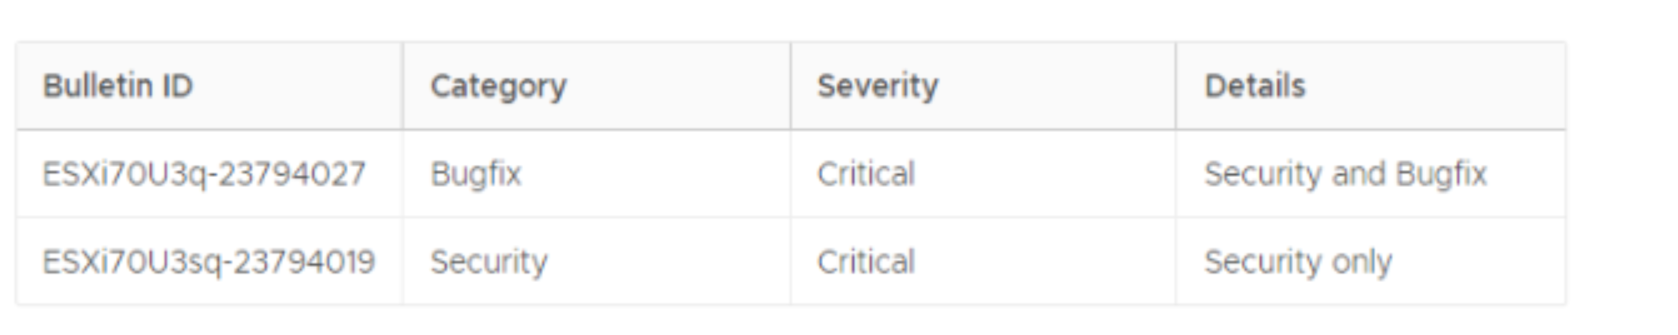 Bulletin ID Category Severity Details
ESXi70U3q-23794027 Bugfix Critical Security and Bugfix
ESXi70U3sq-23794019 Security Critical Security only